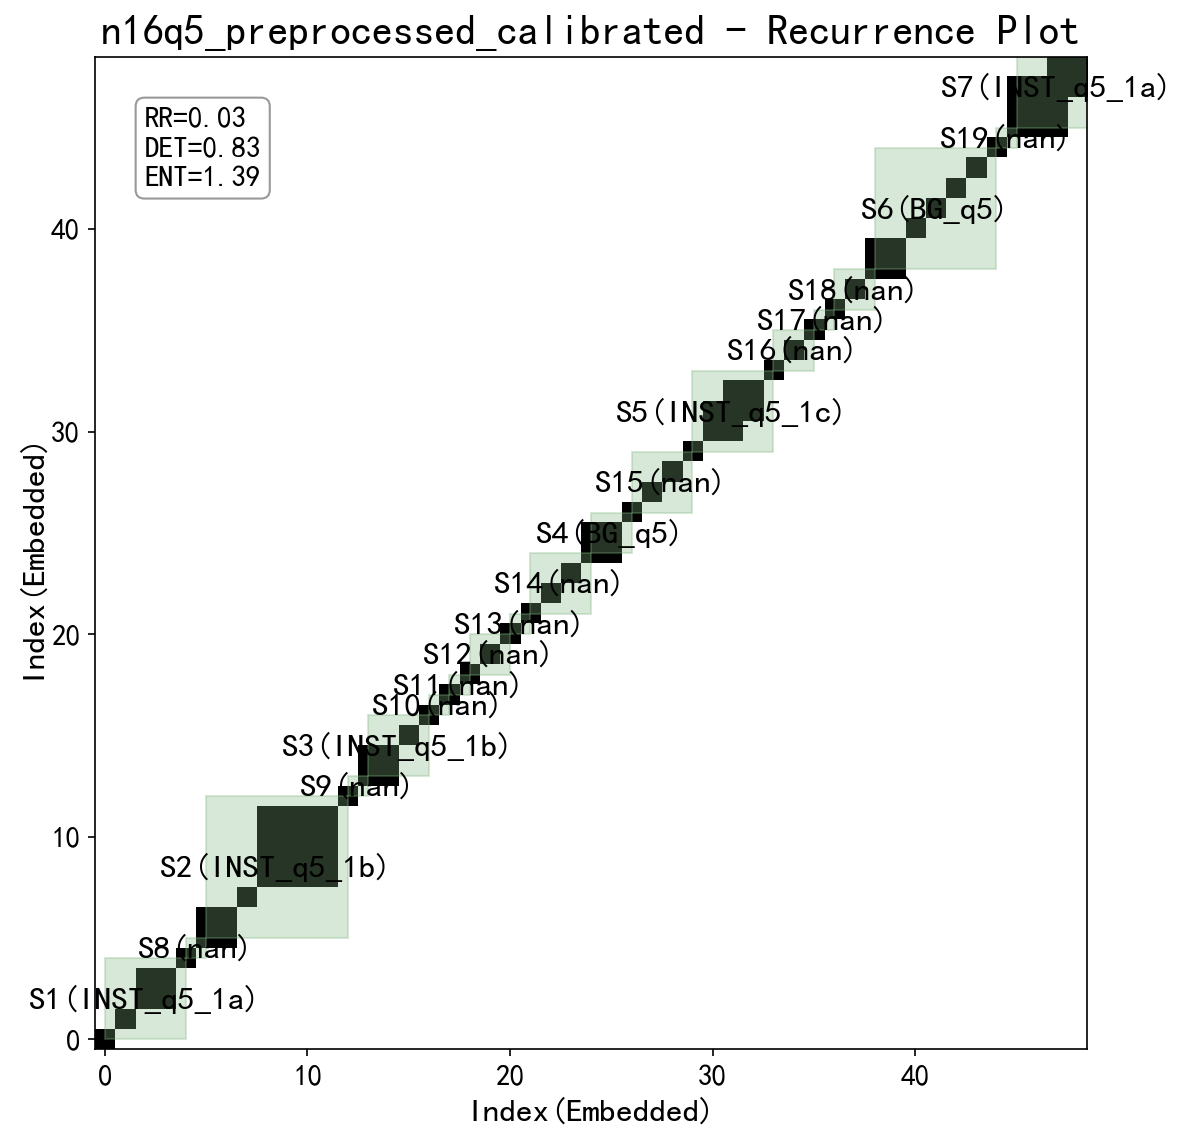 n16q5_preprocessed_calibrated - Recurrence Plot
RR=0.03
DET=0.83
ENT=1.39
S7(INST_q5_1a)
S19(nan)
S6(BG_q5)
S18(nan)
S17(nan)
S16(nan)
S5(INST_q5_1c)
S15(nan)
S4(BG_q5)
S14(nan)
S13(nan)
S12(nan)
S11(nan)
S10(nan)
S3(INST_q5_1b)
S9(nan)
S2(INST_q5_1b)
S8(nan)
S1(INST_q5_1a)
40
30
20
10
0
Index(Embedded)
0 10 20 30 40
Index(Embedded)